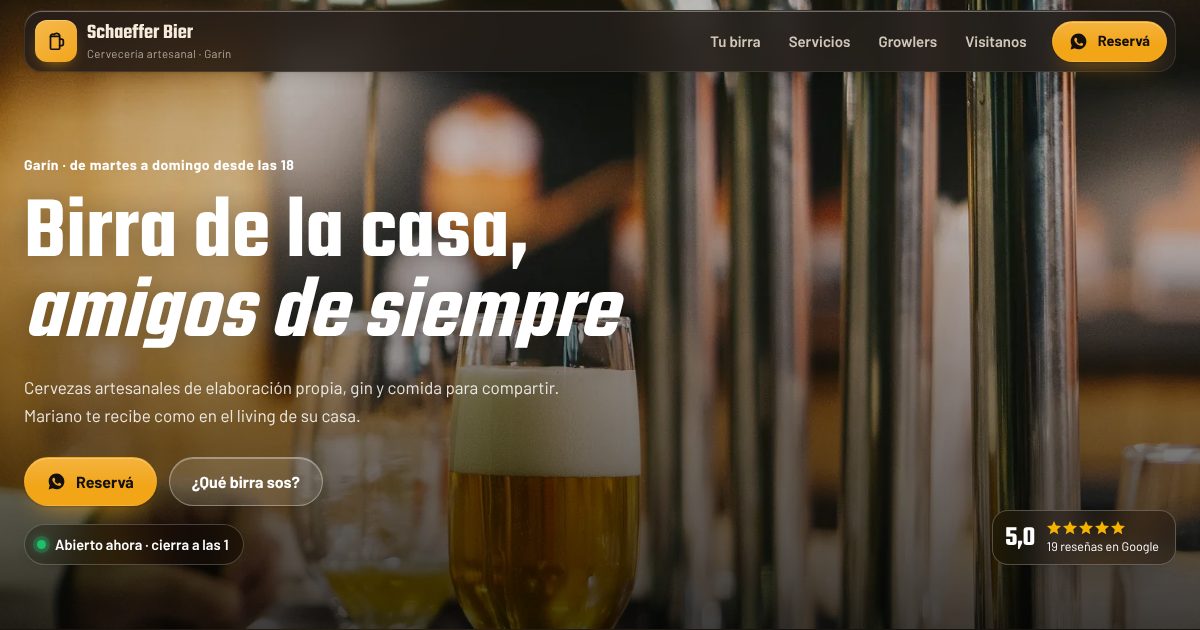 Schaeffer Bier
Cervecería artesanal · Garín
Tu birra
Servicios
Growlers
Visitanos
Reservá
Garín · de martes a domingo desde las 18
Birra de la casa,
amigos de siempre
Cervezas artesanales de elaboración propia, gin y comida para compartir.
Mariano te recibe como en el living de su casa.
Reservá
¿Qué birra sos?
Abierto ahora · cierra a las 1
5,0
19 reseñas en Google